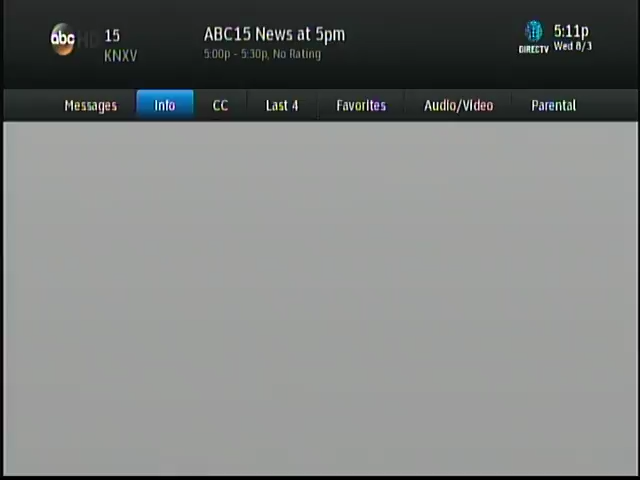 abc HD
15
KNXV
ABC15 News at 5pm
5:00p - 5:30p, No Rating
DIRECTV
5:11p
Wed 8/3
Messages Info CC Last 4 Favorites Audio/Video Parental